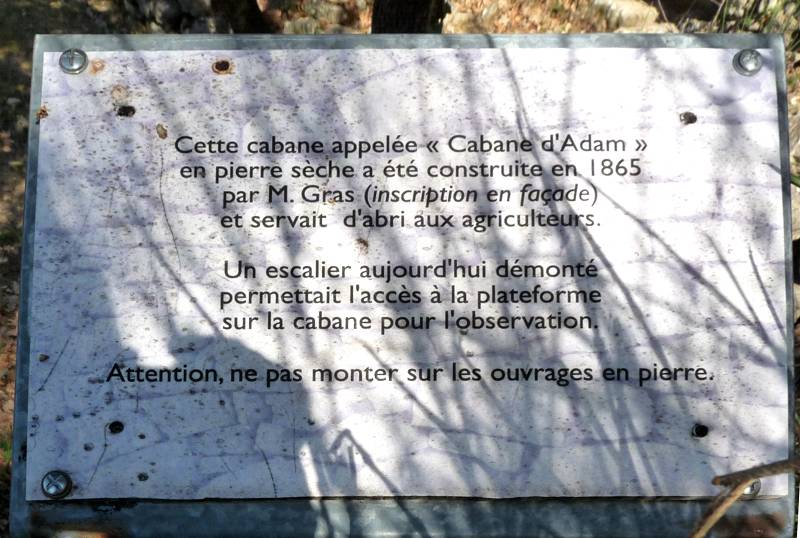 Cette cabane appelée « Cabane d'Adam »
en pierre sèche a été construite en 1865
par M. Gras (inscription en façade)
et servait d'abri aux agriculteurs.
Un escalier aujourd'hui démonté
permettait l'accès à la plateforme
sur la cabane pour l'observation.
Attention, ne pas monter sur les ouvrages en pierre.